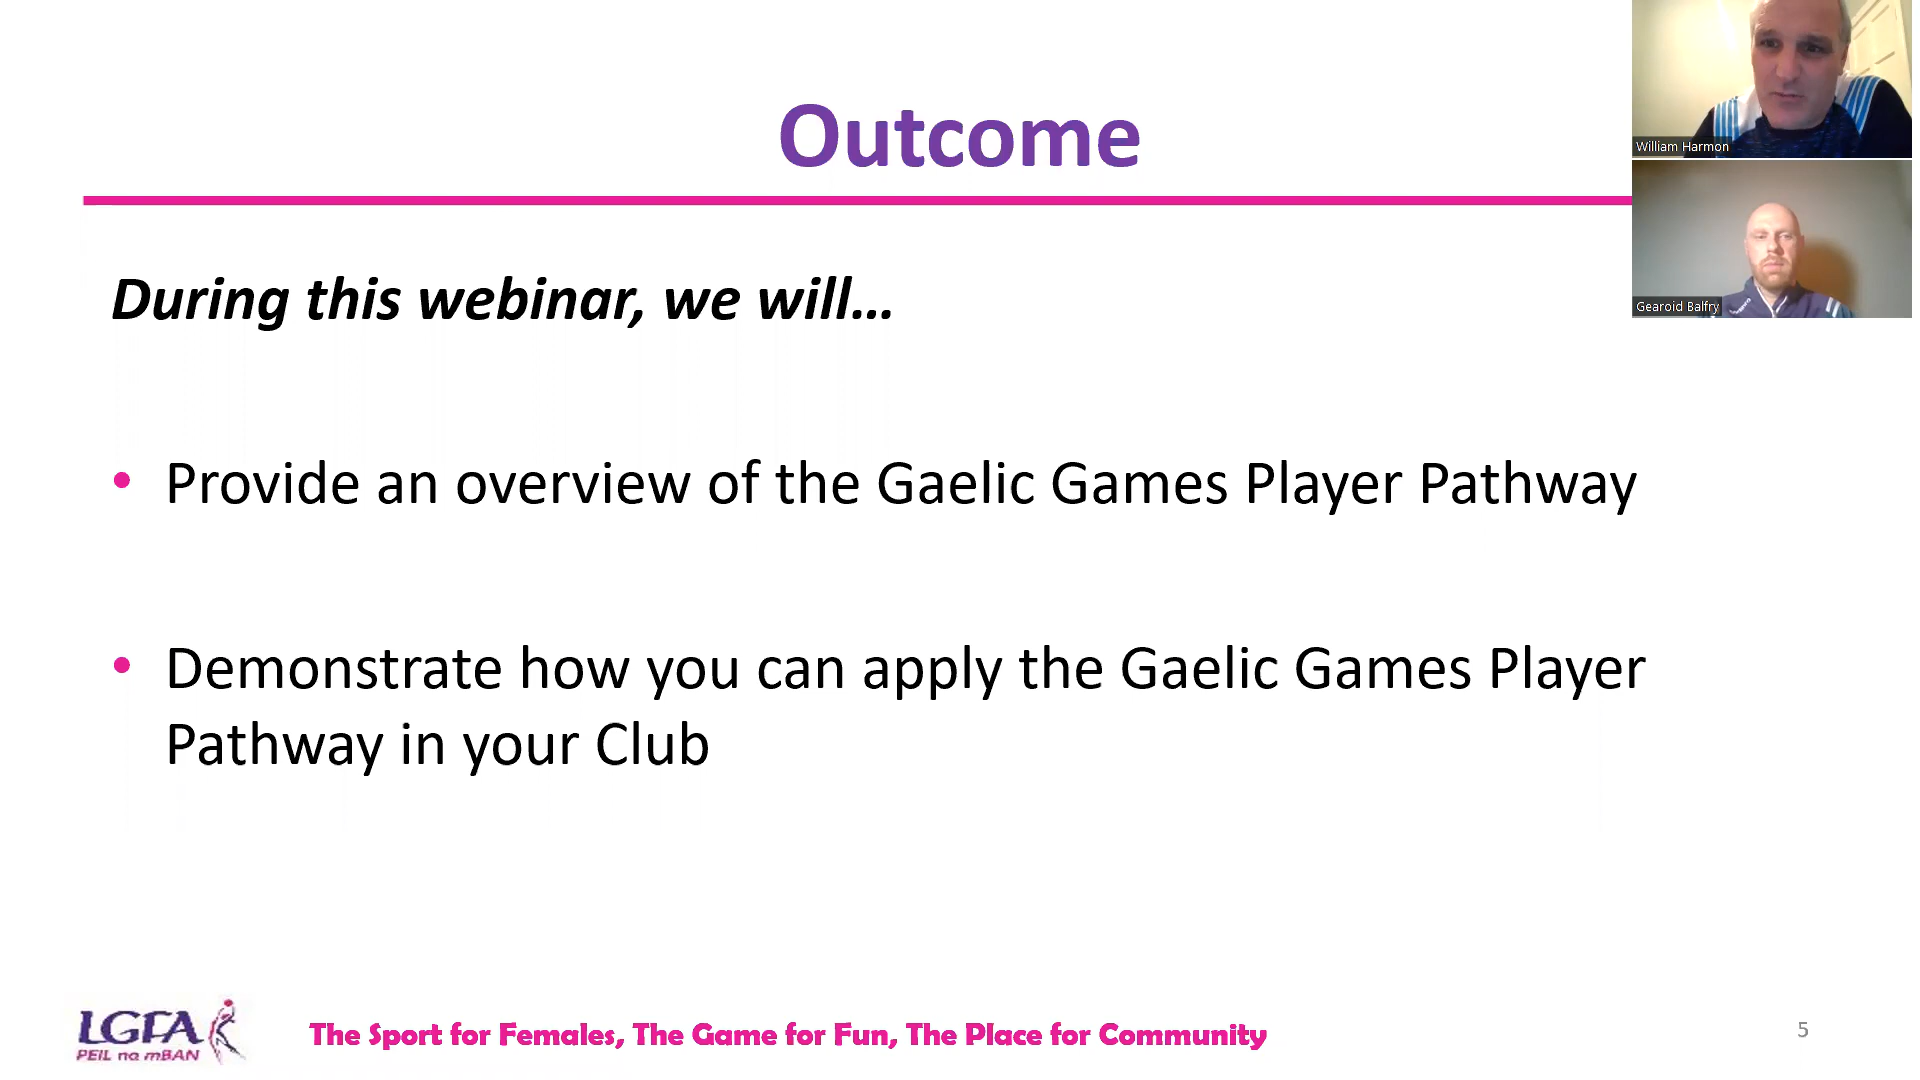 Outcome
William Harmon
Gearoid Balfry
During this webinar, we will...
• Provide an overview of the Gaelic Games Player Pathway
• Demonstrate how you can apply the Gaelic Games Player
Pathway in your Club
LGFA
PEIL na mBAN
The Sport for Females, The Game for Fun, The Place for Community
5